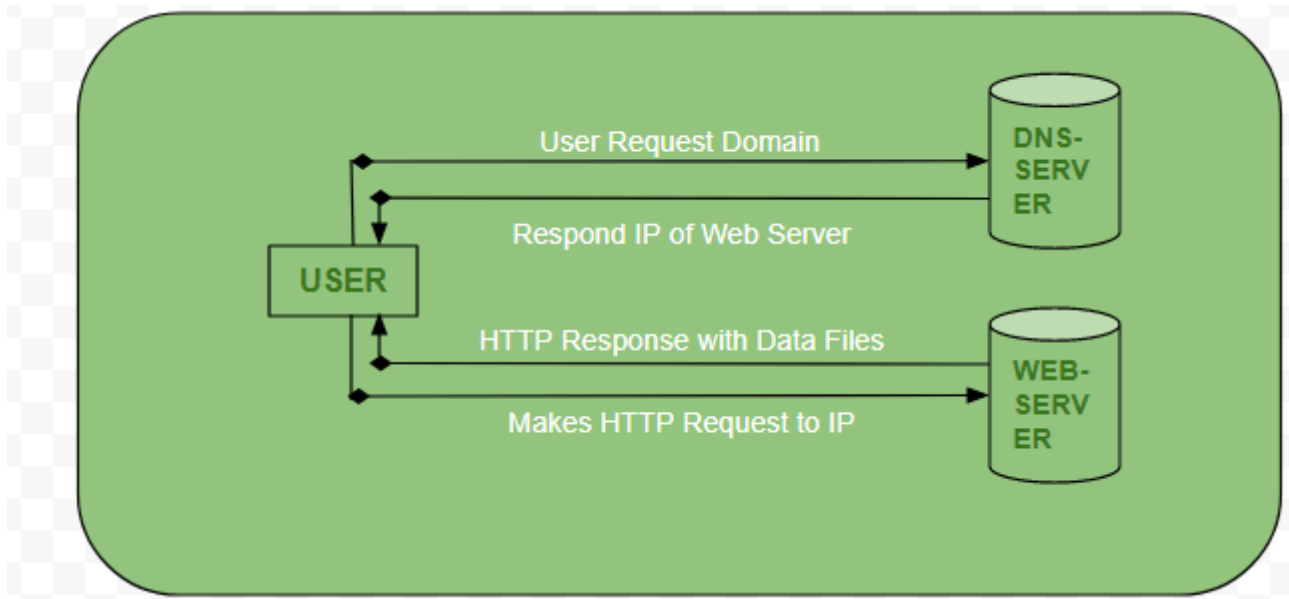 User Request Domain
DNS-
SERV
ER
Respond IP of Web Server
USER
HTTP Response with Data Files
WEB-
SERV
ER
Makes HTTP Request to IP